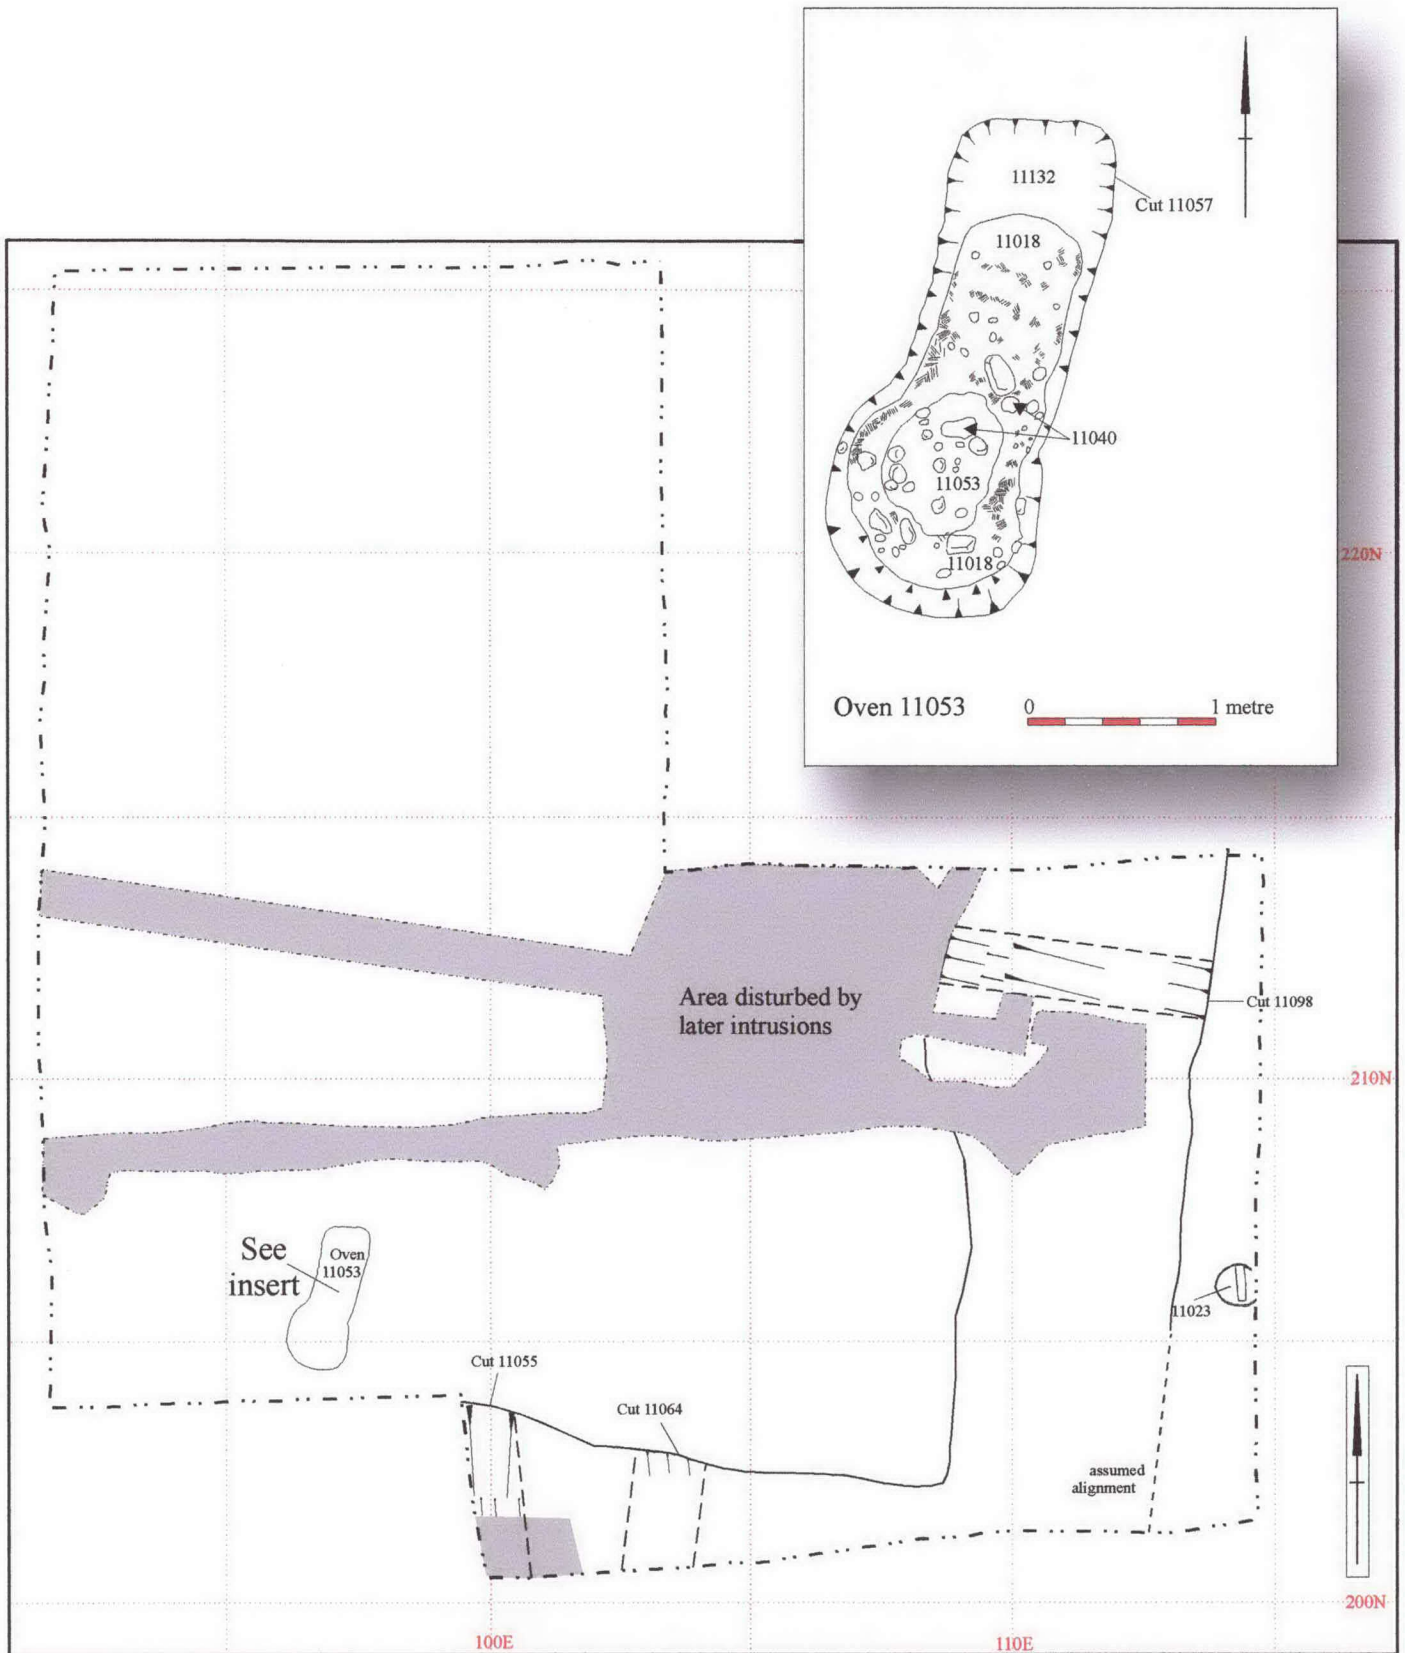 11132
Cut 11057
11018
11040
11053
11018
Oven 11053
0 1 metre
220N
Area disturbed by
later intrusions
Cut 11098
210N
See
insert
Oven
11053
11023
Cut 11055
Cut 11064
assumed
alignment
200N
100E 110E